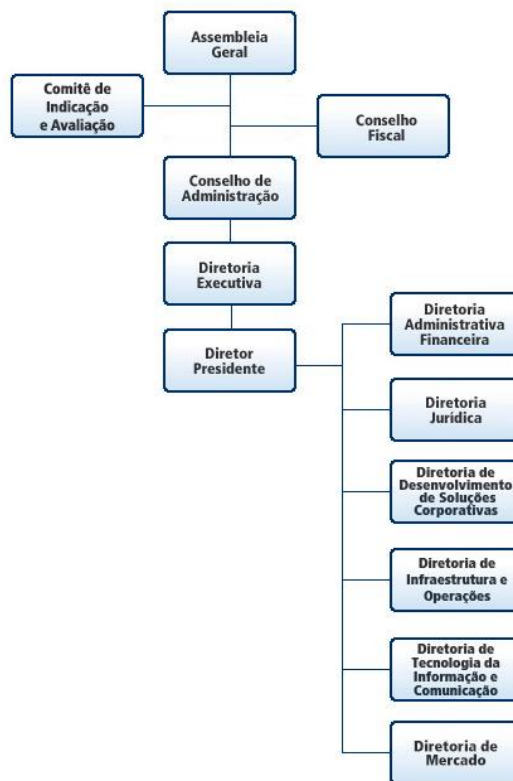 Assembleia
Geral
Comitê de
Indicação
e Avaliação
Conselho
Fiscal
Conselho de
Administração
Diretoria
Executiva
Diretor
Presidente
Diretoria
Administrativa
Financeira
Diretoria
Jurídica
Diretoria de
Desenvolvimento
de Soluções
Corporativas
Diretoria de
Infraestrutura e
Operações
Diretoria de
Tecnologia da
Informação e
Comunicação
Diretoria de
Mercado